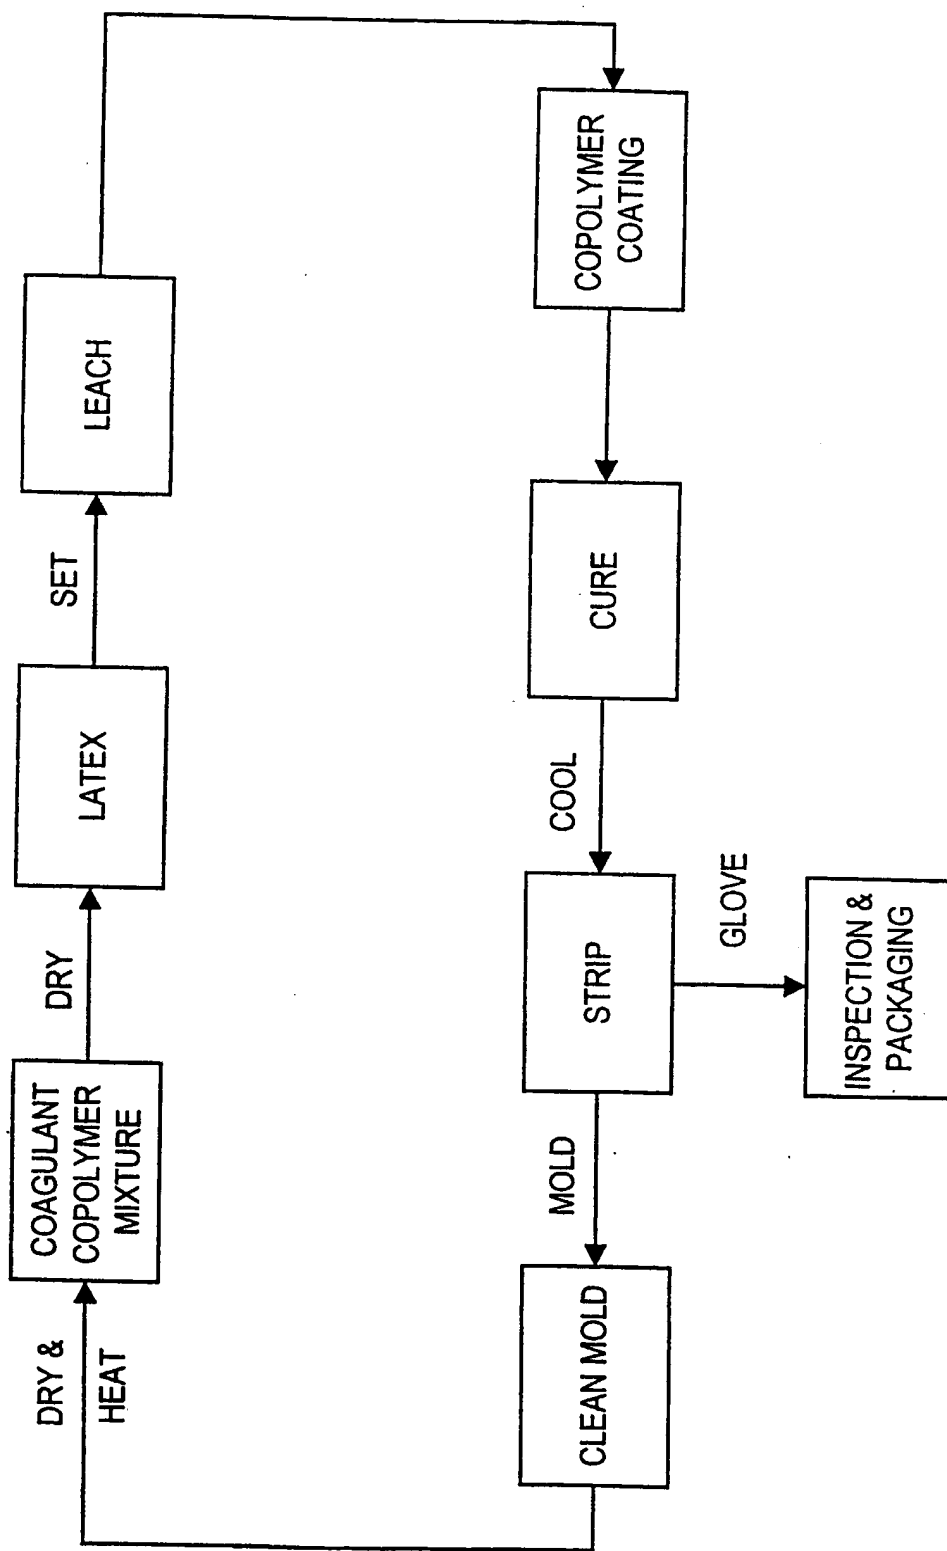 DRY &
HEAT
COAGULANT
COPOLYMER
MIXTURE
DRY
LATEX
SET
LEACH
COPOLYMER
COATING
CURE
COOL
STRIP
GLOVE
INSPECTION &
PACKAGING
MOLD
CLEAN MOLD